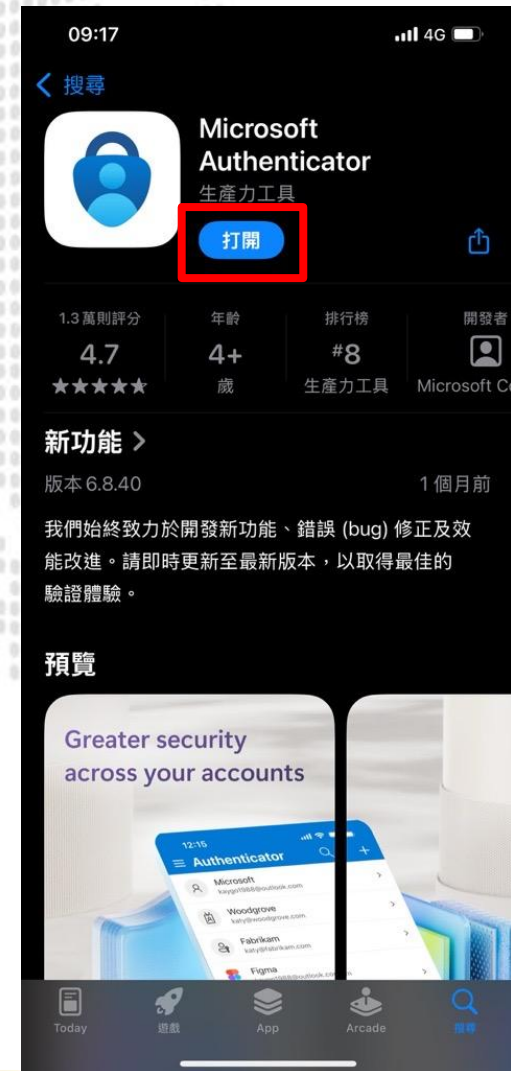 09:17
4G
搜尋
Microsoft
Authenticator
生產力工具
打開
1.3 萬則評分
年齡
排行榜
開發者
4.7
4+
#8
歲
生產力工具
Microsoft Co
新功能
版本 6.8.40
1 個月前
我們始終致力於開發新功能、錯誤 (bug) 修正及效
能改進。請即時更新至最新版本，以取得最佳的
驗證體驗。
預覽
Greater security
across your accounts
12:15
Authenticator
Microsoft
Woodgrove
katy@woodgrove.com
Fabrikam
katy@fabrikam.com
Figma
Today
遊戲
App
Arcade
搜尋